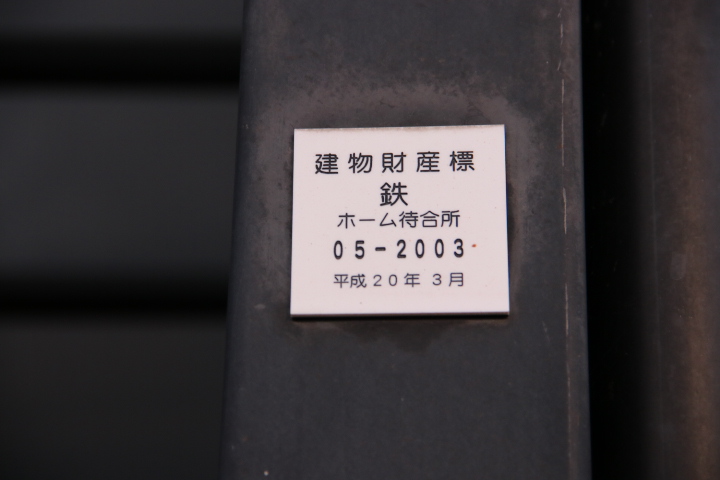 建物財産標
鉄
ホーム待合所
05-2003
平成20年3月